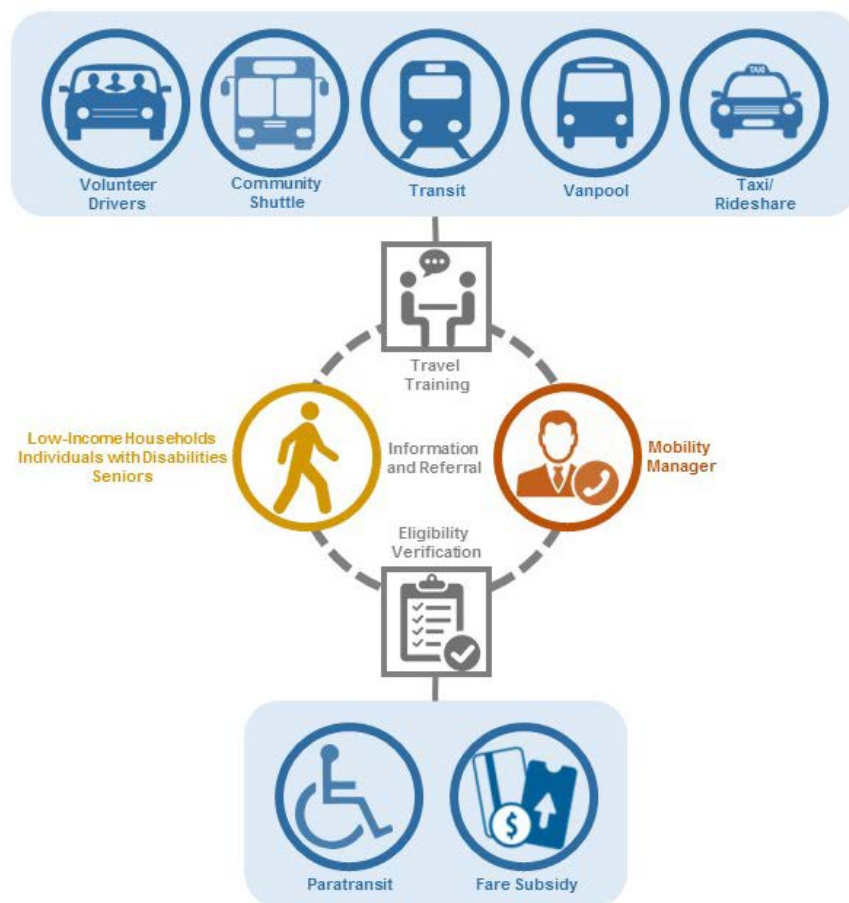 TAXI
Volunteer
Drivers
Community
Shuttle
Transit
Vanpool
Taxi/
Rideshare
Travel
Training
Low-Income Households
Individuals with Disabilities
Seniors
Information
and Referral
Mobility
Manager
Eligibility
Verification
$
Paratransit
Fare Subsidy